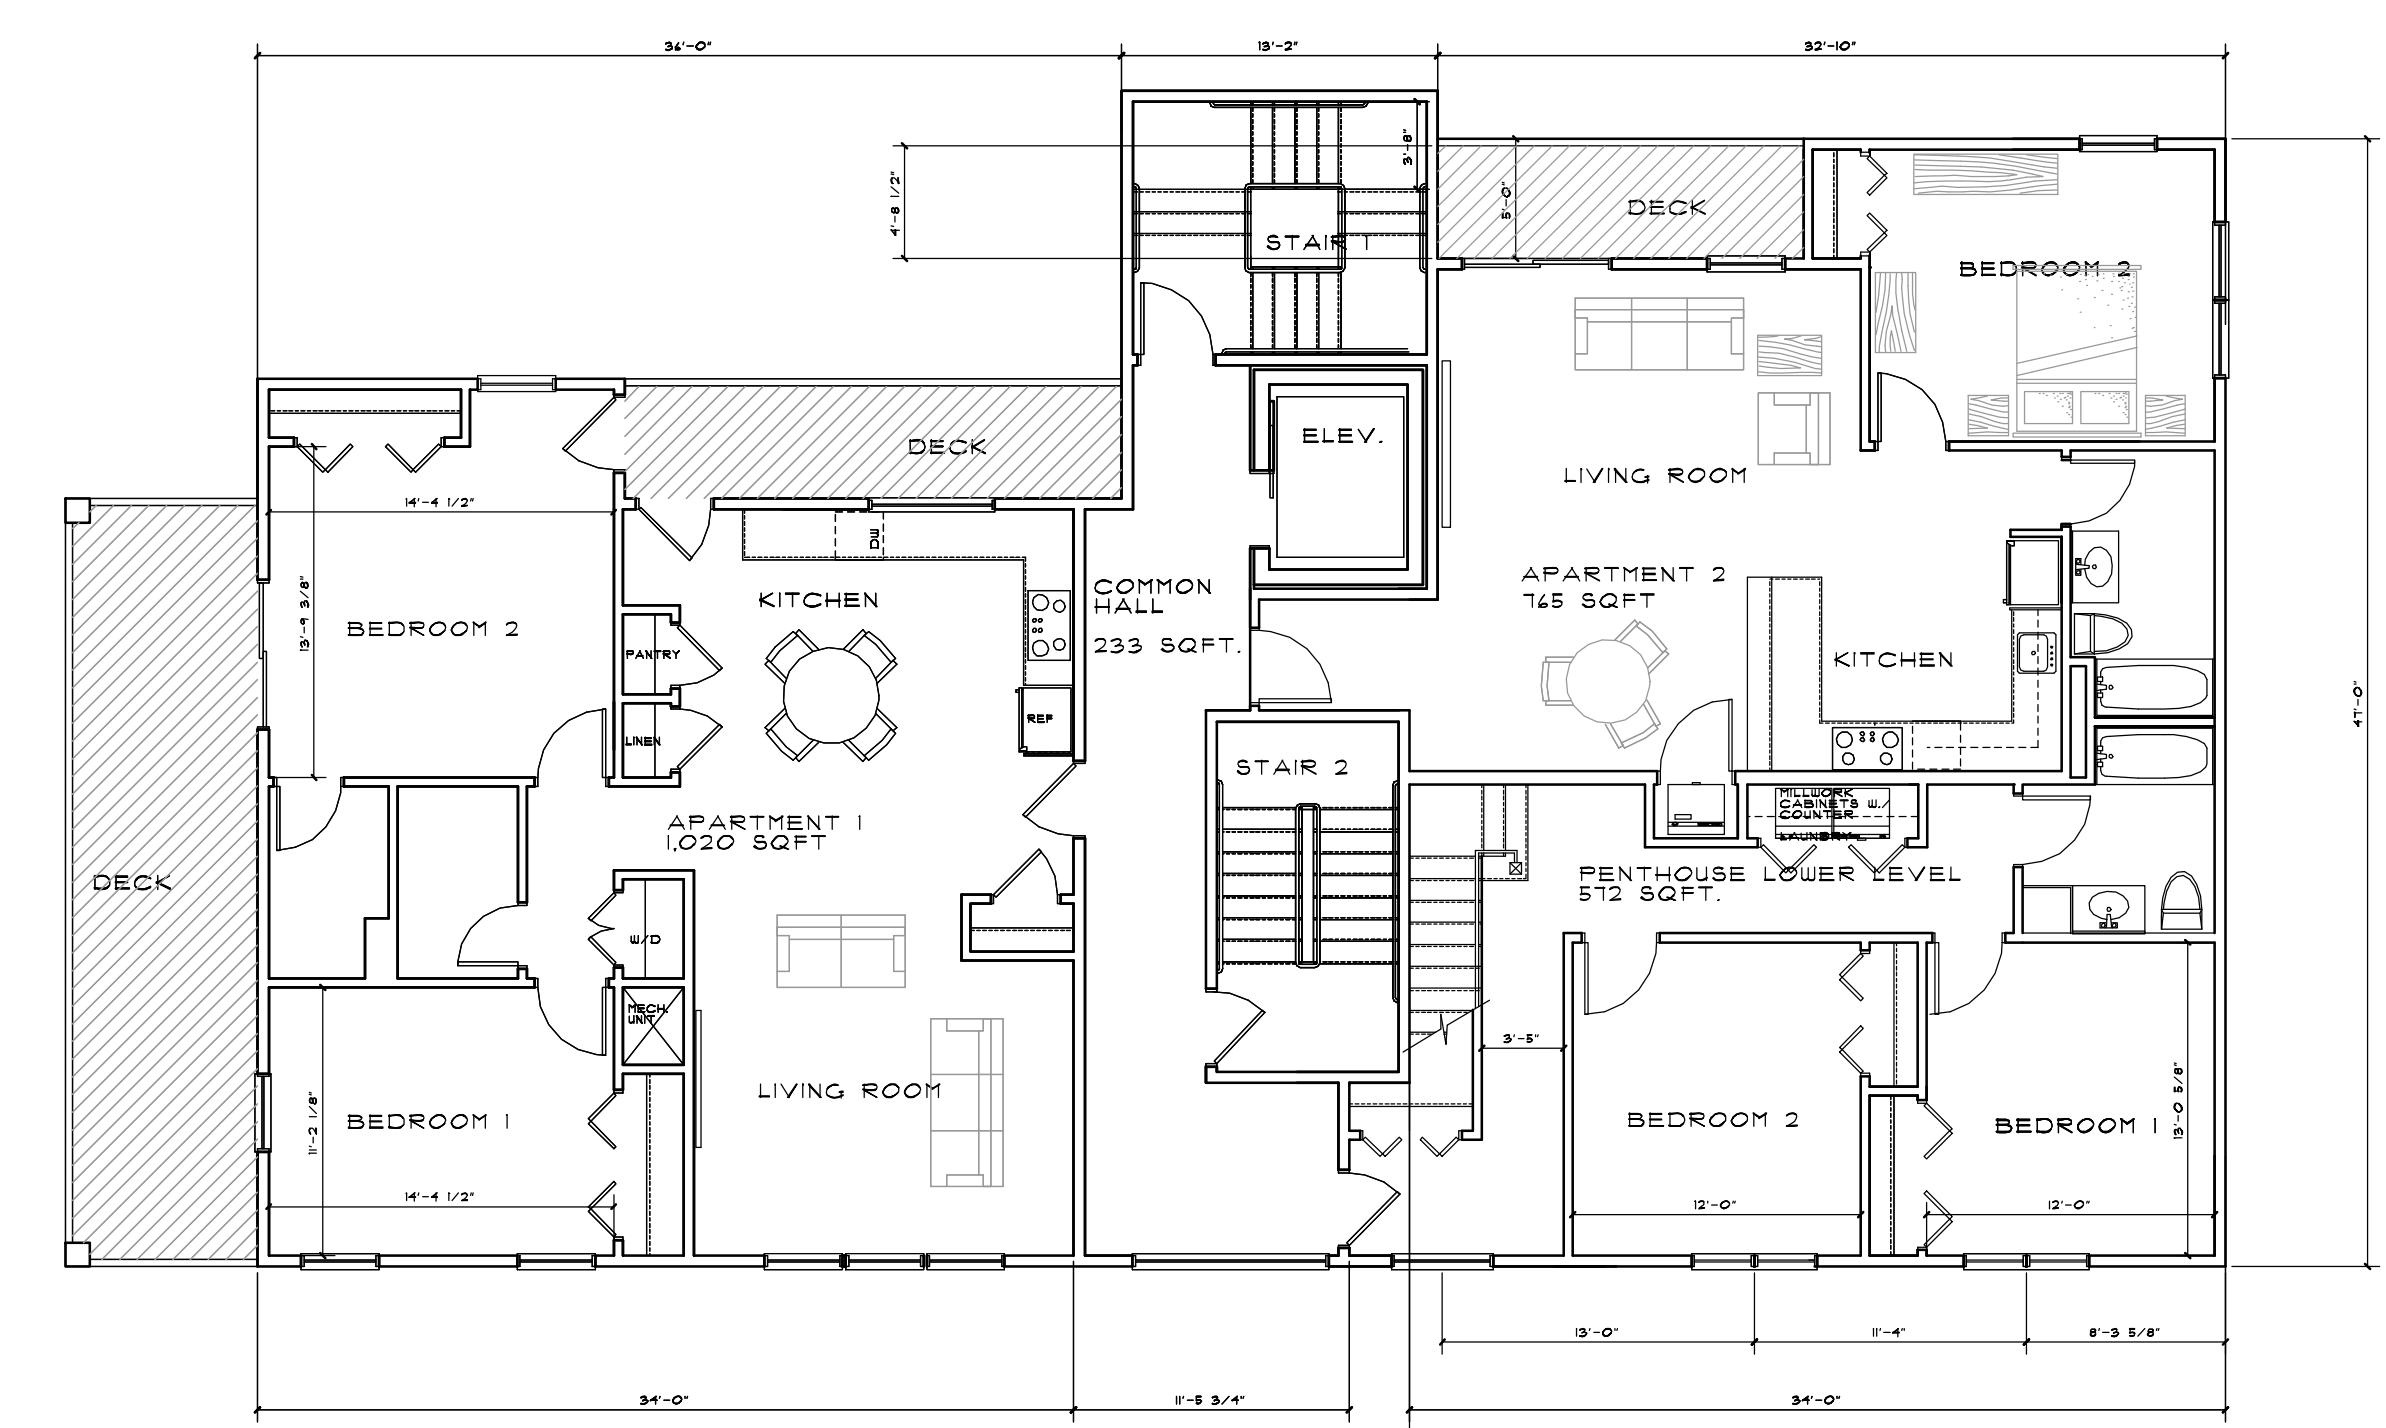 36'-0"
13'-2"
32'-10"
3'-8"
4'-8 1/2"
5'-0"
DECK
STAIR 1
BEDROOM 2
ELEV.
DECK
LIVING ROOM
14'-4 1/2"
DW
13'-9 3/8"
COMMON
HALL
233 SQFT.
KITCHEN
APARTMENT 2
765 SQFT
BEDROOM 2
PANTRY
KITCHEN
47'-0"
REF
LINEN
STAIR 2
MILLWORK
CABINETS W./
COUNTER
LAUNDRY
APARTMENT 1
1,020 SQFT
PENTHOUSE LOWER LEVEL
572 SQFT.
DECK
W/D
MECH.
UNIT
3'-5"
LIVING ROOM
11'-2 1/8"
BEDROOM 1
BEDROOM 2
BEDROOM 1
13'-0 5/8"
14'-4 1/2"
12'-0"
12'-0"
13'-0"
11'-4"
8'-3 5/8"
34'-0"
11'-5 3/4"
34'-0"